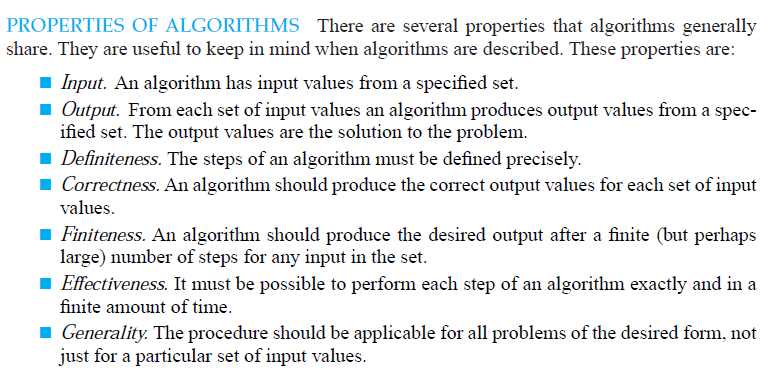 PROPERTIES OF ALGORITHMS There are several properties that algorithms generally
share. They are useful to keep in mind when algorithms are described. These properties are:
■ Input. An algorithm has input values from a specified set.
■ Output. From each set of input values an algorithm produces output values from a spec-
ified set. The output values are the solution to the problem.
■ Definiteness. The steps of an algorithm must be defined precisely.
■ Correctness. An algorithm should produce the correct output values for each set of input
values.
■ Finiteness. An algorithm should produce the desired output after a finite (but perhaps
large) number of steps for any input in the set.
■ Effectiveness. It must be possible to perform each step of an algorithm exactly and in a
finite amount of time.
■ Generality. The procedure should be applicable for all problems of the desired form, not
just for a particular set of input values.